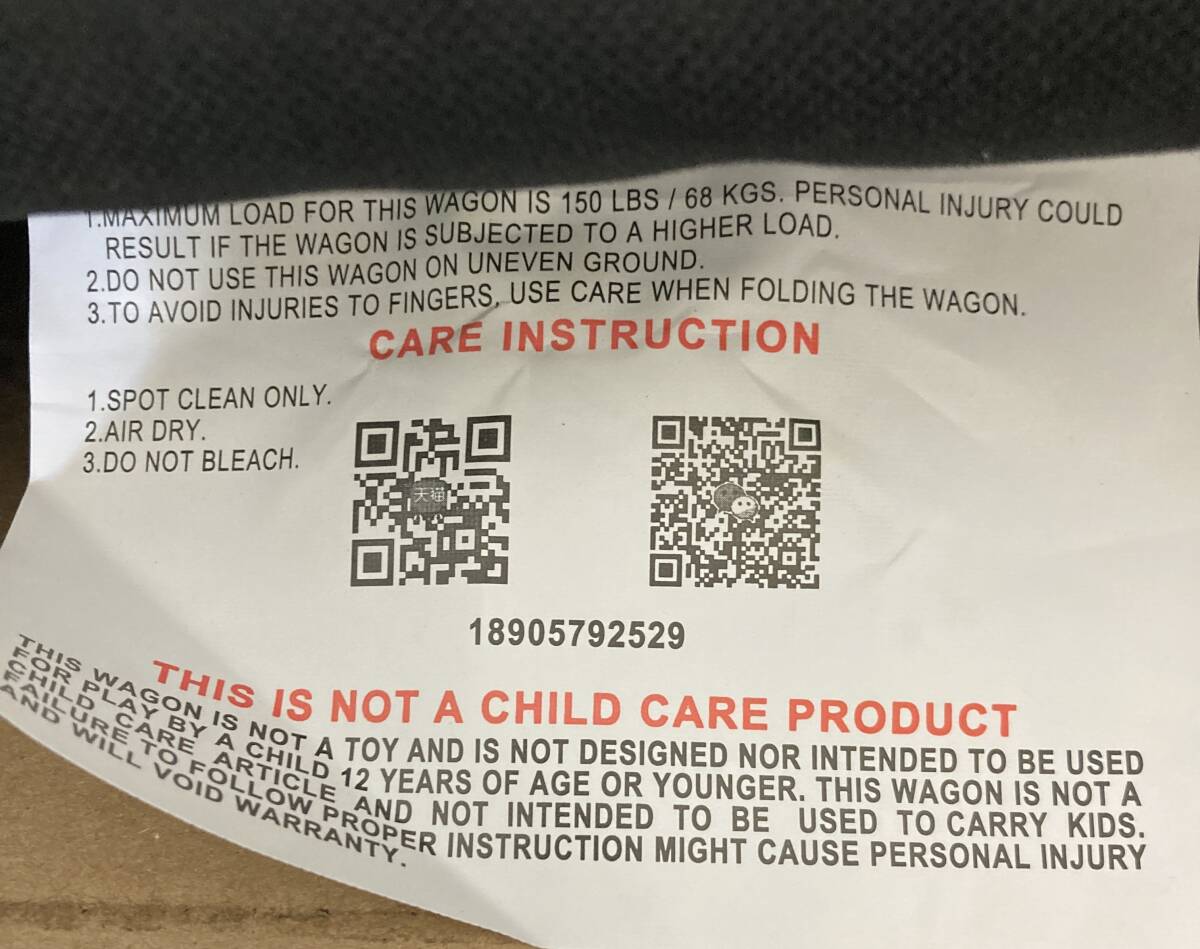 1.MAXIMUM LOAD FOR THIS WAGON IS 150 LBS / 68 KGS. PERSONAL INJURY COULD
RESULT IF THE WAGON IS SUBJECTED TO A HIGHER LOAD.
2.DO NOT USE THIS WAGON ON UNEVEN GROUND.
3.TO AVOID INJURIES TO FINGERS, USE CARE WHEN FOLDING THE WAGON.
CARE INSTRUCTION
1.SPOT CLEAN ONLY.
2.AIR DRY.
3.DO NOT BLEACH.
天猫
18905792529
THIS IS NOT A CHILD CARE PRODUCT
THIS WAGON IS NOT A TOY AND IS NOT DESIGNED NOR INTENDED TO BE USED
FOR PLAY BY A CHILD 12 YEARS OF AGE OR YOUNGER. THIS WAGON IS NOT A
CHILD CARE ARTICLE AND NOT INTENDED TO BE USED TO CARRY KIDS.
FAILURE TO FOLLOW PROPER INSTRUCTION MIGHT CAUSE PERSONAL INJURY
AND WILL VOID WARRANTY.